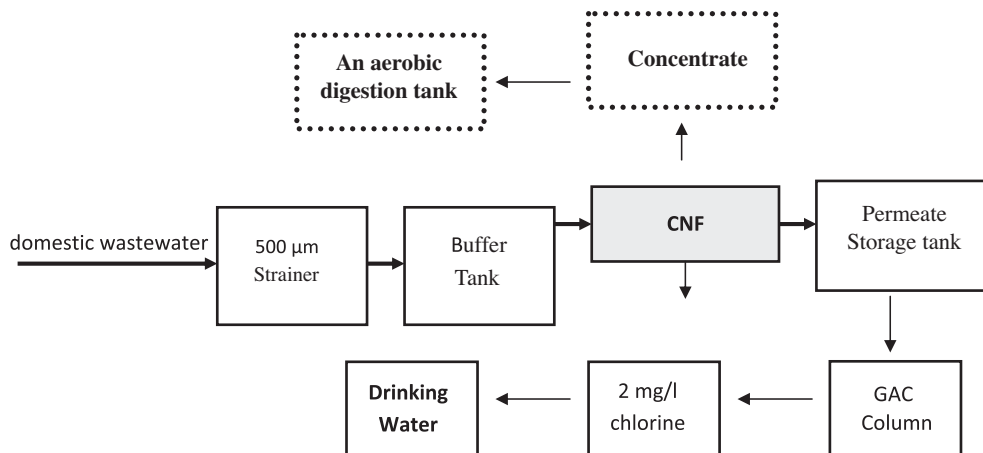 An aerobic
digestion tank
Concentrate
domestic wastewater
500 µm
Strainer
Buffer
Tank
CNF
Permeate
Storage tank
Drinking
Water
2 mg/l
chlorine
GAC
Column